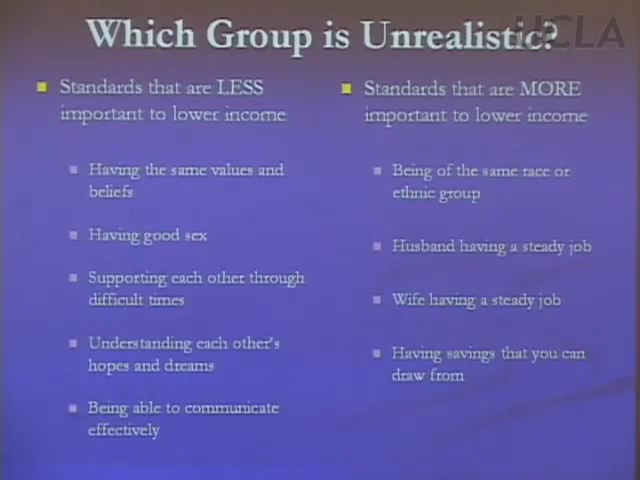 Which Group is Unrealistic?
UCLA
Standards that are LESS
important to lower income
Having the same values and
beliefs
Having good sex
Supporting each other through
difficult times
Understanding each other's
hopes and dreams
Being able to communicate
effectively
Standards that are MORE
important to lower income
Being of the same race or
ethnic group
Husband having a steady job
Wife having a steady job
Having savings that you can
draw from